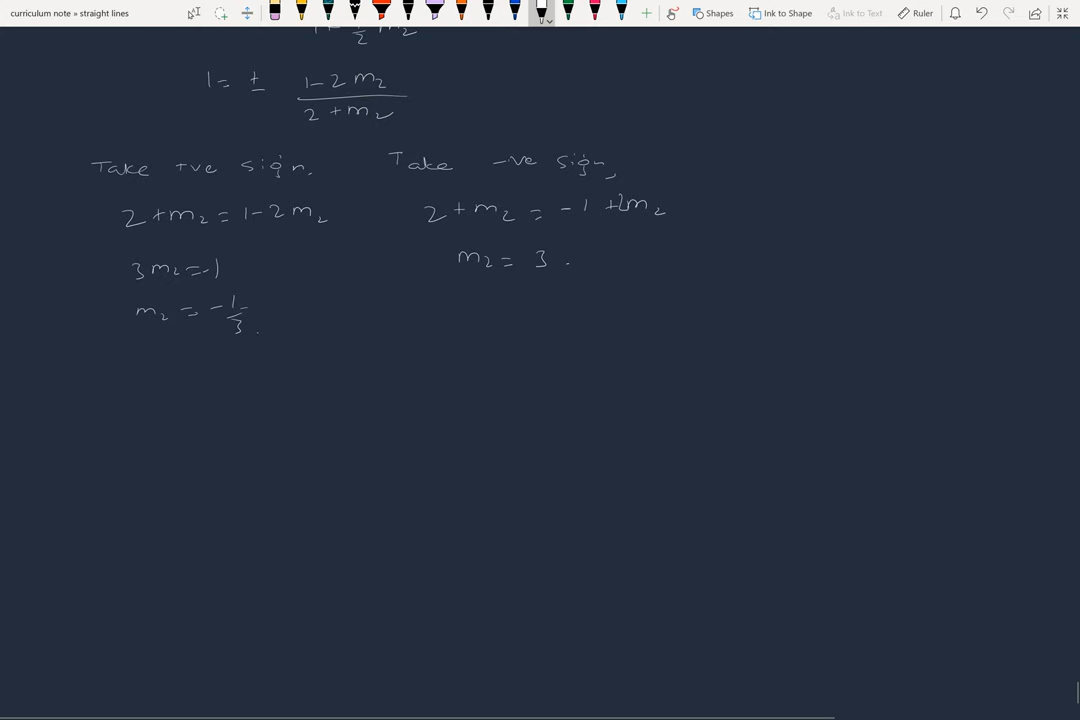 curriculum note » straight lines
Shapes
Ink to Shape
Ink to Text
Ruler
1 = ± (1-2m₂)/(2+m₂)
Take +ve sign.
2+m₂ = 1-2m₂
3m₂ = -1
m₂ = -1/3.
Take -ve sign,
2+m₂ = -1+2m₂
m₂ = 3.